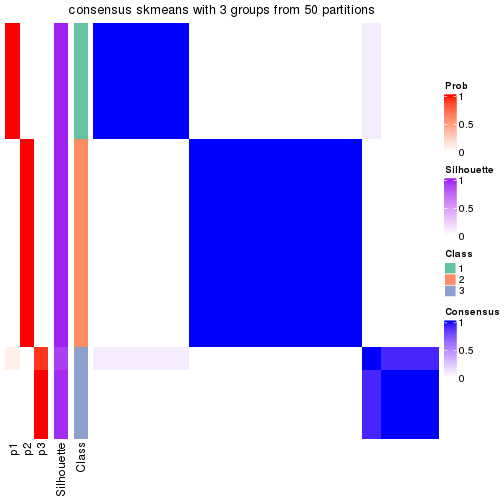 consensus skmeans with 3 groups from 50 partitions
Prob
1
0.5
0
Silhouette
1
0.5
0
Class
1
2
3
Consensus
1
0.5
0
p1
p2
p3
Silhouette
Class